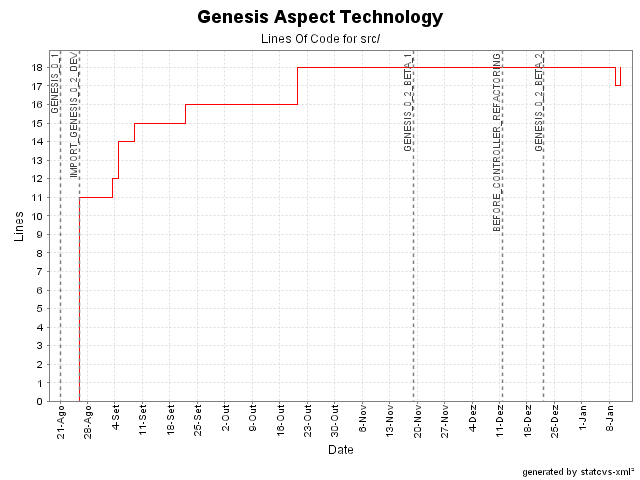 Genesis Aspect Technology
Lines Of Code for src/
Lines
18
17
16
15
14
13
12
11
10
9
8
7
6
5
4
3
2
1
0
GENESIS_0_1
IMPORT_GENESIS_0_2_DEV
GENESIS_0_2_BETA_1
BEFORE_CONTROLLER_REFACTORING
GENESIS_0_2_BETA_2
21-Ago
28-Ago
4-Set
11-Set
18-Set
25-Set
2-Out
9-Out
16-Out
23-Out
30-Out
6-Nov
13-Nov
20-Nov
27-Nov
4-Dez
11-Dez
18-Dez
25-Dez
1-Jan
8-Jan
Date
generated by statcvs-xml²